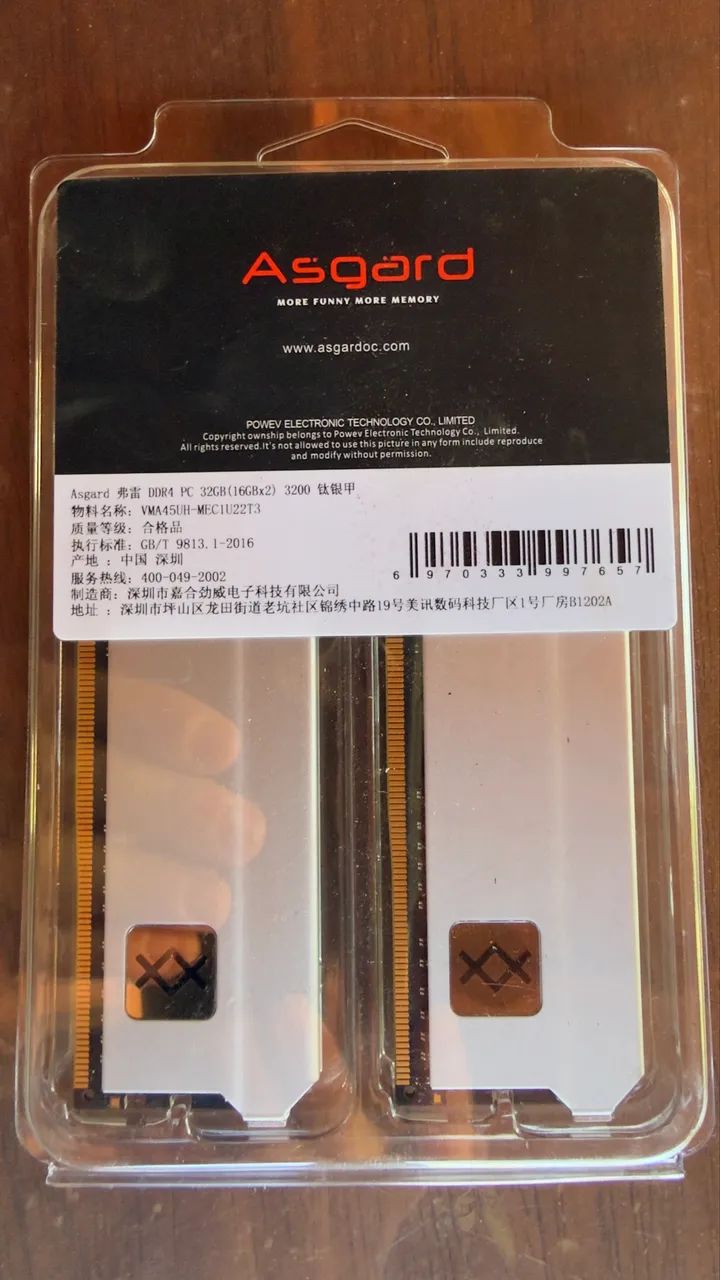 Asgard
MORE FUNNY MORE MEMORY
www.asgardoc.com
POWEV ELECTRONIC TECHNOLOGY CO., LIMITED
Copyright ownship belongs to Powev Electronic Technology Co., Limited.
All rights reserved.It's not allowed to use this picture in any form include reproduce
and modify without permission.
Asgard 弗雷 DDR4 PC 32GB(16GBx2) 3200 钛银甲
物料名称: VMA45UH-MEC1U22T3
质量等级: 合格品
执行标准: GB/T 9813.1-2016
产地 : 中国 深圳
服务热线: 400-049-2002
制造商: 深圳市嘉合劲威电子科技有限公司
地址 : 深圳市坪山区龙田街道老坑社区锦绣中路19号美讯数码科技厂区1号厂房B1202A
6 970333 997657